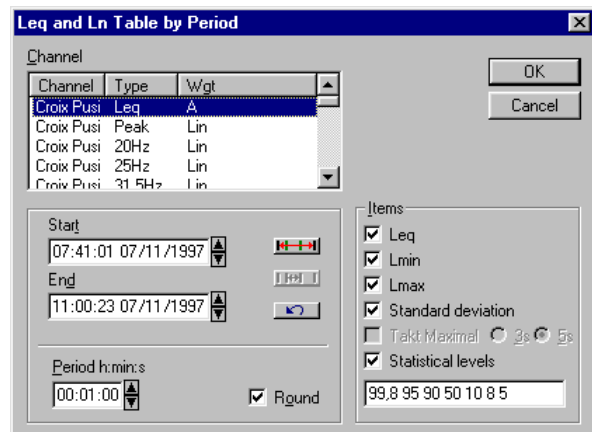 Leq and Ln Table by Period
Channel
Channel Type Wgt
Croix Pusi Leq A
Croix Pusi Peak Lin
Croix Pusi 20Hz Lin
Croix Pusi 25Hz Lin
Croix Pusi 31.5Hz Lin
OK
Cancel
Start
07:41:01 07/11/1997
End
11:00:23 07/11/1997
Period h:min:s
00:01:00
Round
Items
Leq
Lmin
Lmax
Standard deviation
Takt Maximal 3s 5s
Statistical levels
99,8 95 90 50 10 8 5